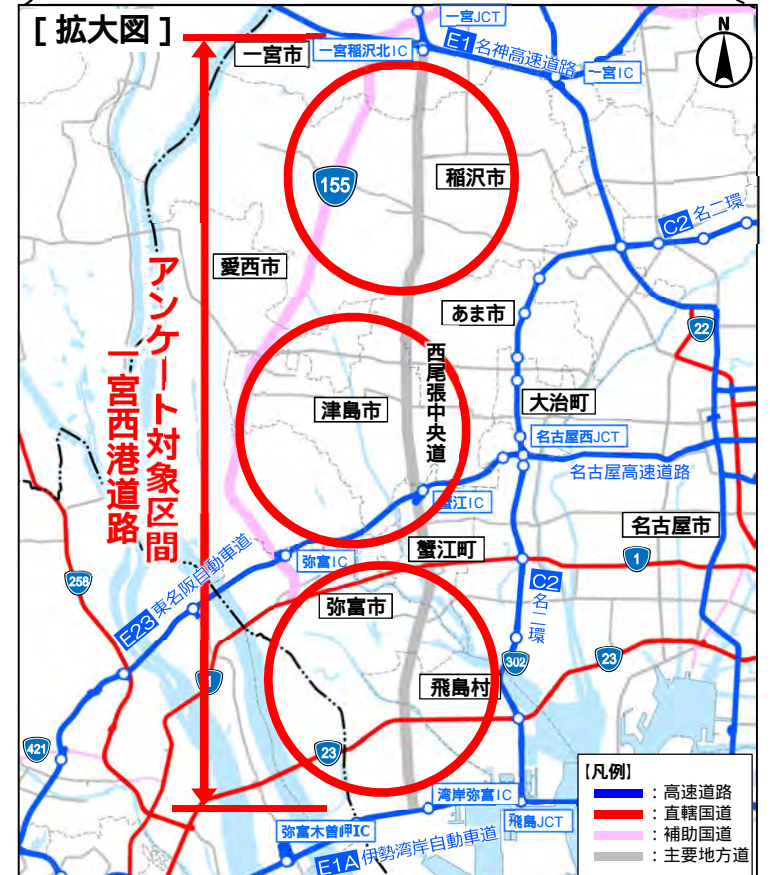 [ 拡大図 ]
N
一宮JCT
一宮市
一宮稲沢北IC
E1 名神高速道路
一宮IC
155
稲沢市
C2 名二環
愛西市
あま市
22
アンケート対象区間
一宮西港道路
西尾張中央道
津島市
大治町
名古屋西JCT
名古屋高速道路
蟹江IC
名古屋市
蟹江町
弥富IC
1
258
E23 東名阪自動車道
弥富市
C2 名二環
302
23
飛島村
1
421
23
湾岸弥富IC
飛島JCT
弥富木曽岬IC
E1A 伊勢湾岸自動車道
【凡例】
：高速道路
：直轄国道
：補助国道
：主要地方道